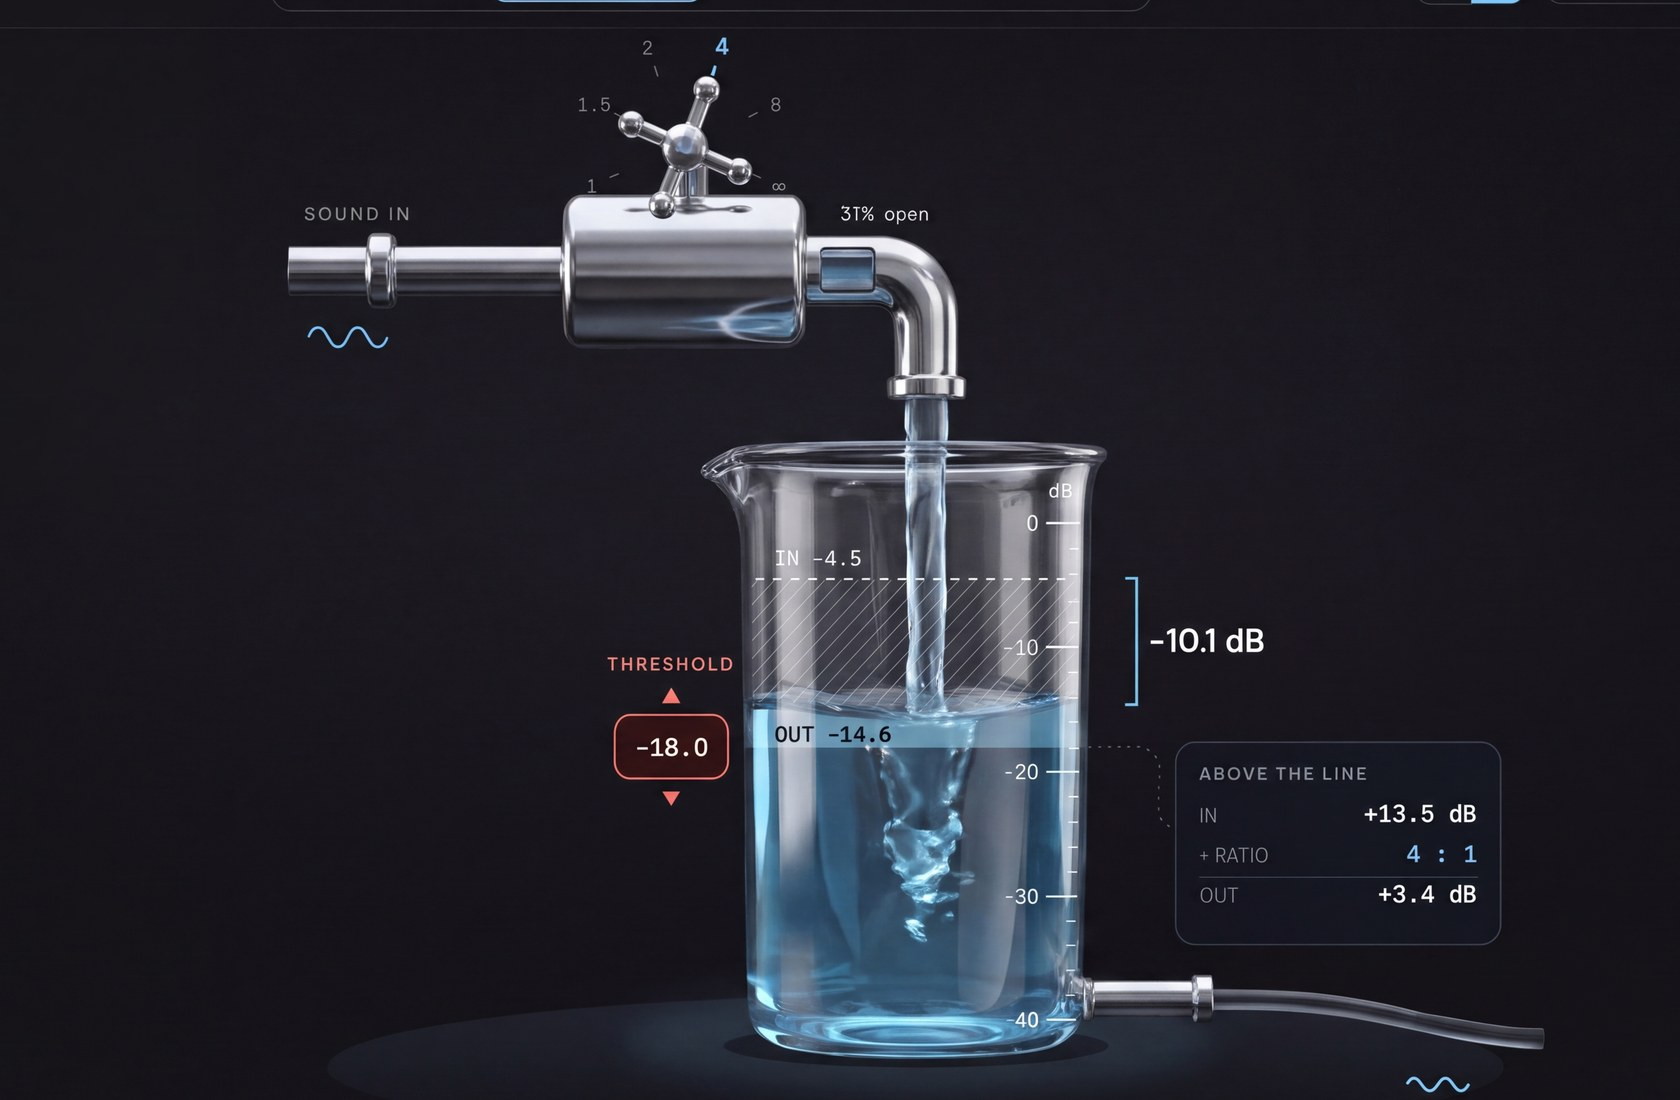 2
4
1.5
8
1
∞
SOUND IN
31% open
dB
0
IN -4.5
-10
-10.1 dB
THRESHOLD
-18.0
OUT -14.6
-20
ABOVE THE LINE
IN +13.5 dB
+ RATIO 4 : 1
OUT +3.4 dB
-30
-40